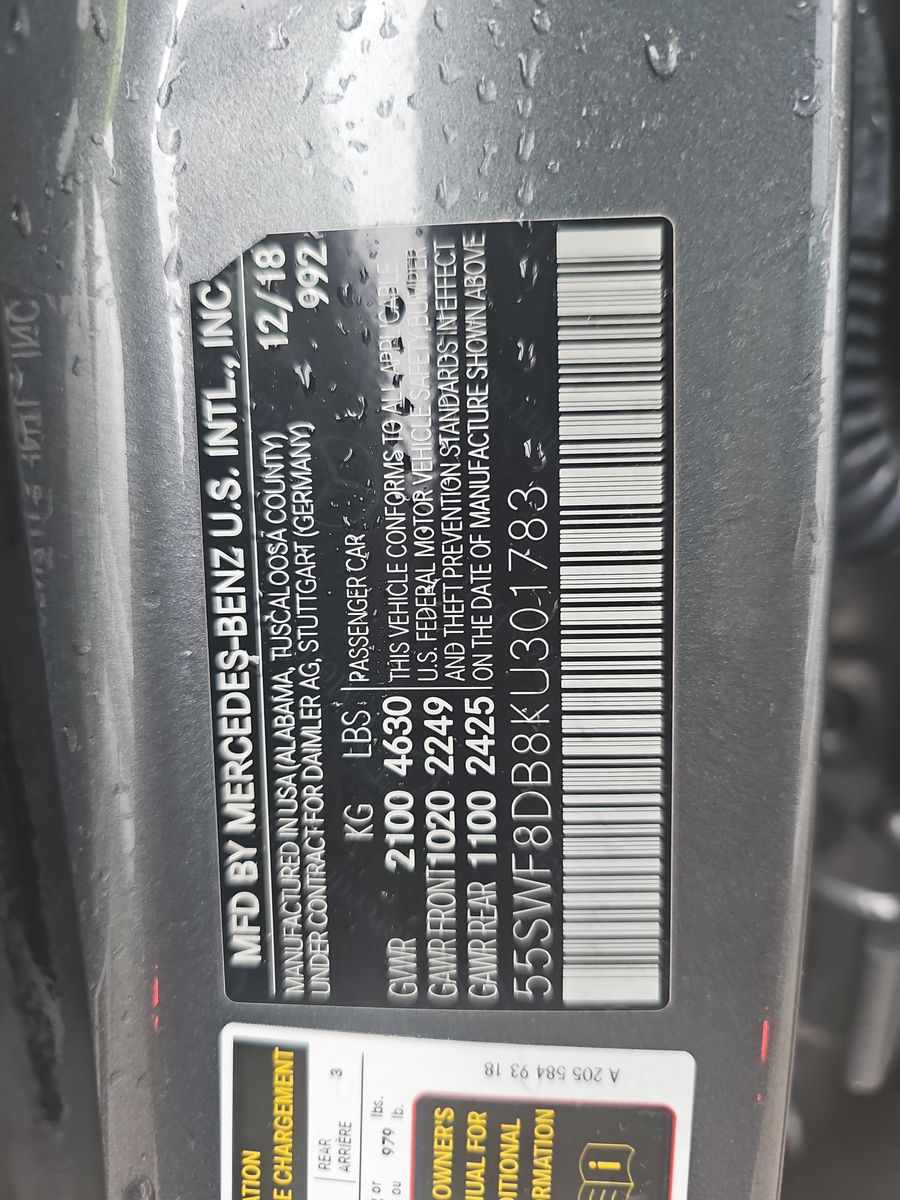 MFD BY MERCEDES-BENZ U.S. INTL., INC
MANUFACTURED IN USA (ALABAMA, TUSCALOOSA COUNTY) 12/18
UNDER CONTRACT FOR DAIMLER AG, STUTTGART (GERMANY) 992
KG LBS PASSENGER CAR
GVWR 2100 4630 THIS VEHICLE CONFORMS TO ALL APPLICABLE
GAWR FRONT 1020 2249 U.S. FEDERAL MOTOR VEHICLE SAFETY BUMPER
GAWR REAR 1100 2425 AND THEFT PREVENTION STANDARDS IN EFFECT
ON THE DATE OF MANUFACTURE SHOWN ABOVE
55SWF8DB8KU301783
ATION
E CHARGEMENT
REAR
ARRIÈRE 3
or 979 lbs.
ou lb.
A 205 584 93 18
OWNER'S
UAL FOR
ITIONAL
ORMATION
i